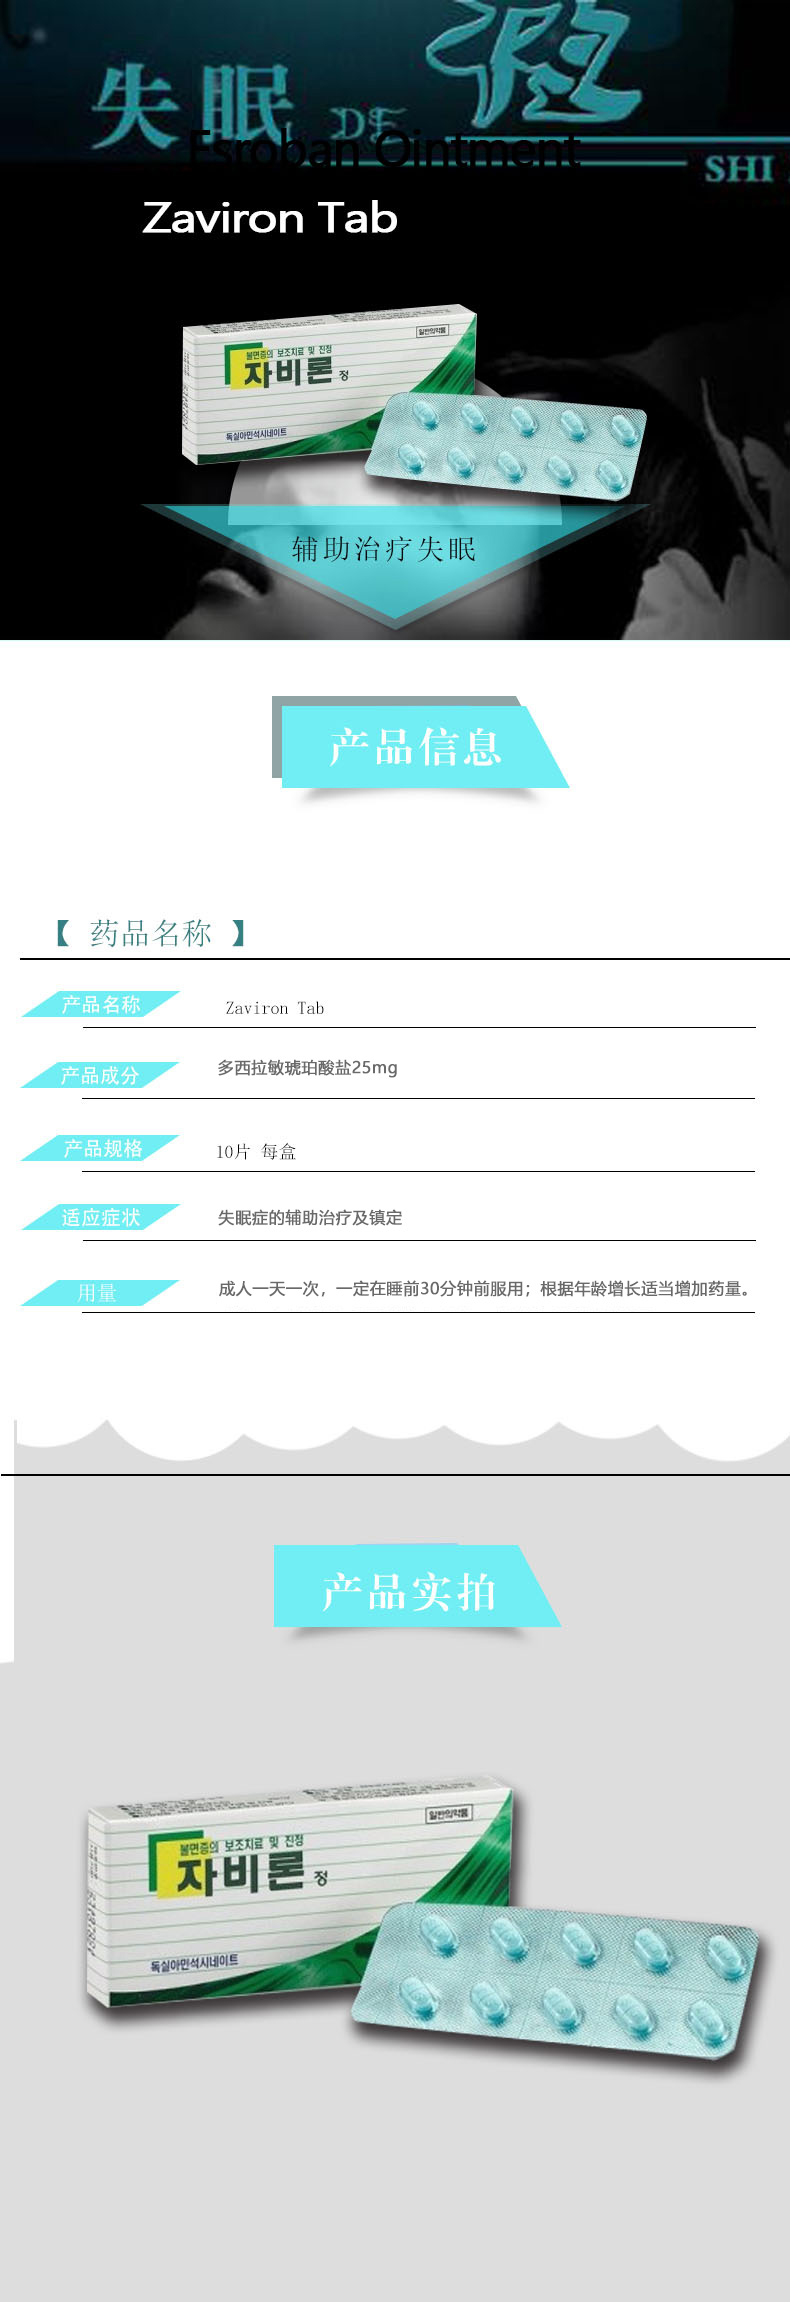 失眠
DE
SHI
Esroban Ointment
Zaviron Tab
일반의약품
불면증의 보조치료 및 진정
자비론 정
독실아민석시네이트
辅助治疗失眠
产品信息
【 药品名称 】
产品名称 Zaviron Tab
产品成分 多西拉敏琥珀酸盐25mg
产品规格 10片 每盒
适应症状 失眠症的辅助治疗及镇定
用量 成人一天一次，一定在睡前30分钟前服用；根据年龄增长适当增加药量。
产品实拍
일반의약품
불면증의 보조치료 및 진정
자비론 정
독실아민석시네이트